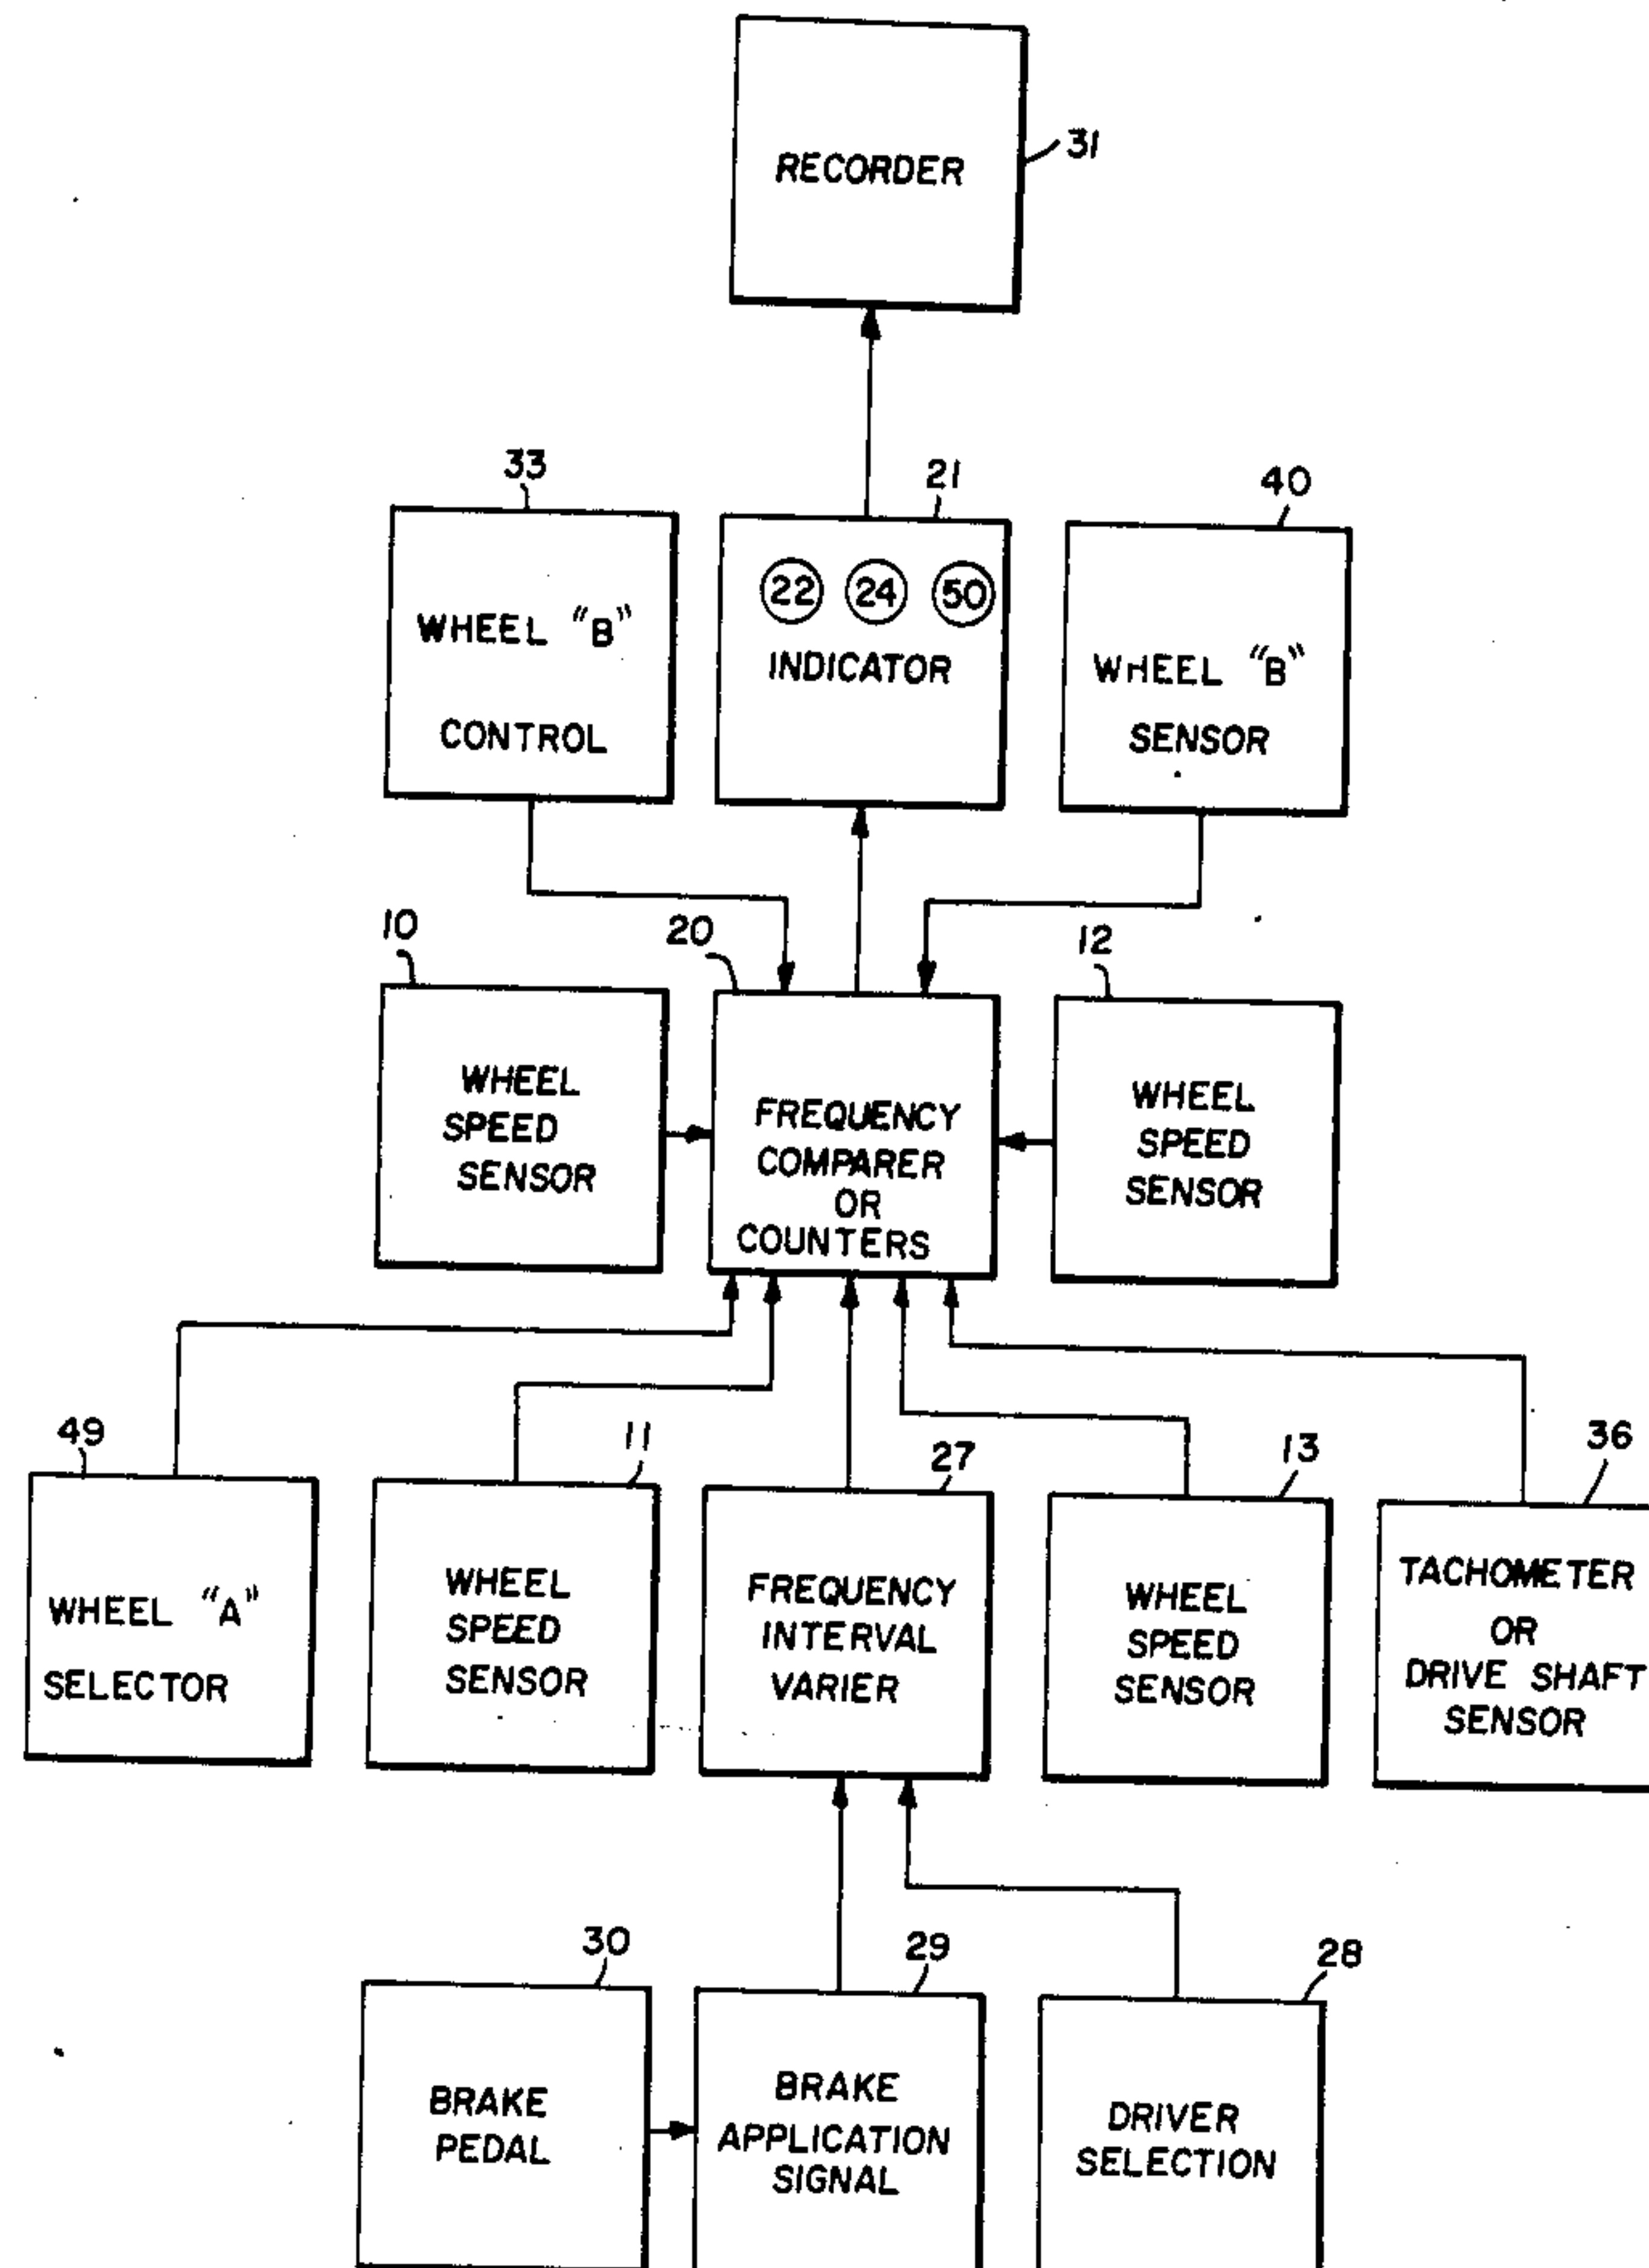 RECORDER
31
33
21
40
22 24 50
INDICATOR
WHEEL "B"
CONTROL
WHEEL "B"
SENSOR
10
20
12
WHEEL
SPEED
SENSOR
FREQUENCY
COMPARER
OR
COUNTERS
WHEEL
SPEED
SENSOR
49
11
27
13
36
WHEEL "A"
SELECTOR
WHEEL
SPEED
SENSOR
FREQUENCY
INTERVAL
VARIER
WHEEL
SPEED
SENSOR
TACHOMETER
OR
DRIVE SHAFT
SENSOR
30
29
28
BRAKE
PEDAL
BRAKE
APPLICATION
SIGNAL
DRIVER
SELECTION